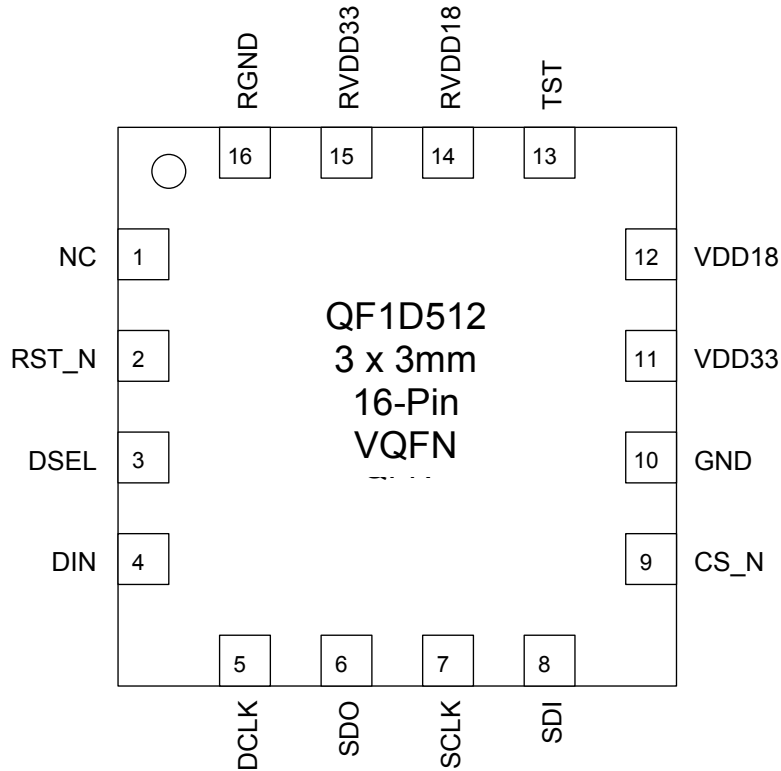 RGND
RVDD33
RVDD18
TST
16
15
14
13
NC
1
12
VDD18
RST_N
2
11
VDD33
DSEL
3
10
GND
DIN
4
9
CS_N
QF1D512
3 x 3mm
16-Pin
VQFN
5
6
7
8
DCLK
SDO
SCLK
SDI